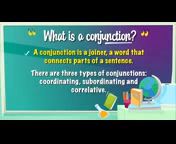 “ What is a conjunction? ”
A conjunction is a joiner, a word that
connects parts of a sentence.
There are three types of conjunctions:
coordinating, subordinating and
correlative.